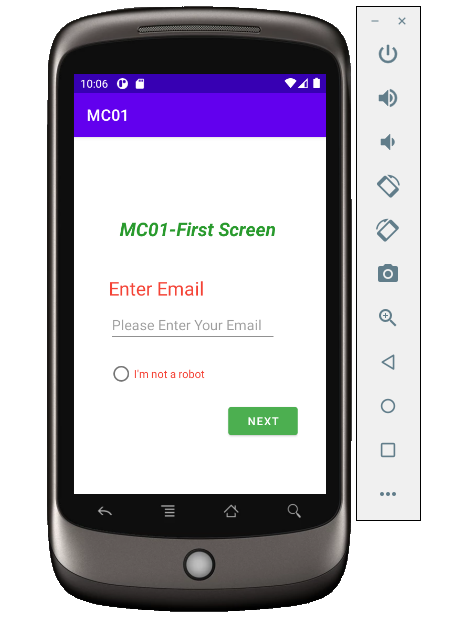 10:06
MC01
MC01-First Screen
Enter Email
Please Enter Your Email
I'm not a robot
NEXT